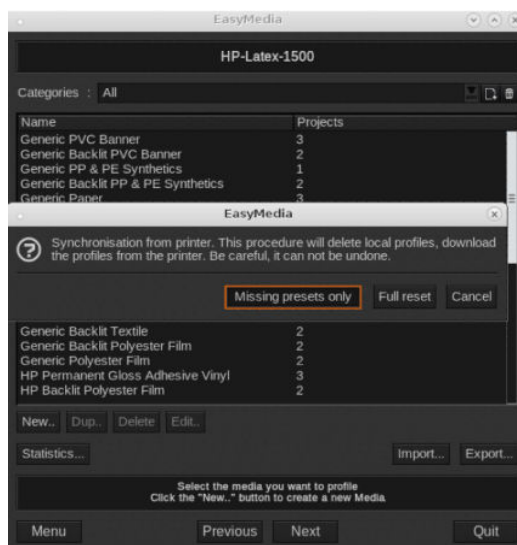 EasyMedia
HP-Latex-1500
Categories : All
Name Projects
Generic PVC Banner 3
Generic Backlit PVC Banner 2
Generic PP & PE Synthetics 1
Generic Backlit PP & PE Synthetics 2
Generic Paper 3
EasyMedia
Synchronisation from printer. This procedure will delete local profiles, download
the profiles from the printer. Be careful, it can not be undone.
Missing presets only Full reset Cancel
Generic Backlit Textile 2
Generic Backlit Polyester Film 2
Generic Polyester Film 2
HP Permanent Gloss Adhesive Vinyl 3
HP Backlit Polyester Film 2
New.. Dup.. Delete Edit..
Statistics... Import... Export...
Select the media you want to profile
Click the "New.." button to create a new Media
Menu Previous Next Quit